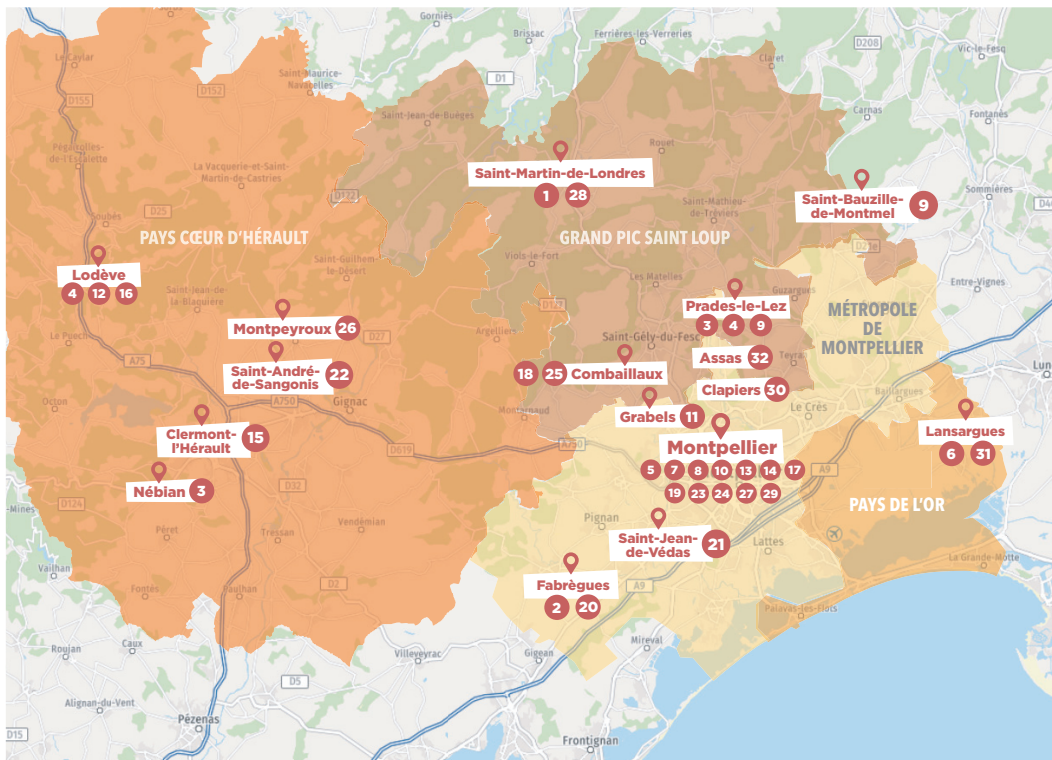 Gorniès
Brissac
Ferrières-les-Verreries
D208
Claret
Vic-le-Fesq
Le Caylar
Saint-Maurice-
Navacelles
D1
D155
D152
Carnas
Fontanès
Saint-Jean-de-Buèges
Rouet
Pégairolles-
de-l'Escalette
La Vacquerie-et-Saint-
Martin-de-Castries
D172
Saint-Martin-de-Londres
1 28
Saint-Bauzille-
de-Montmel 9
Sommières
Saint-Mathieu-
de-Tréviers
Soubès
D25
PAYS CŒUR D'HÉRAULT
GRAND PIC SAINT LOUP
Viols-le-Fort
Saint-Guilhem-
le-Désert
Lodève
4 12 16
Saint-Jean-de-
la-Blaquière
Les Matelles
Guzargues
Entre-Vignes
Prades-le-Lez
3 4 9
D127
MÉTROPOLE
DE
MONTPELLIER
Montpeyroux 26
D27
Argelliers
Saint-Gély-du-Fesc
Le Puech
A75
Assas 32
Teyra
Saint-André-
de-Sangonis 22
18 25 Combaillaux
Clapiers 30
Baillargues
Octon
A750
Gignac
Montarnaud
Grabels 11
Le Crès
Lansargues
6 31
Clermont-
l'Hérault 15
Montpellier
5 7 8 10 13 14 17
19 23 24 27 29
A750
D619
A9
Nébian 3
D32
D124
PAYS DE L'OR
Pignan
Vendémian
Péret
Tressan
Saint-Jean-
de-Védas 21
Lattes
La Grande-Motte
Vailhan
Fabrègues
2 20
A9
Fontès
Paulhan
D2
Palavas-les-Flots
Caux
Roujan
Villeveyrac
Gigean
Mireval
D5
Alignan-du-Vent
Pézenas
D15
Frontignan